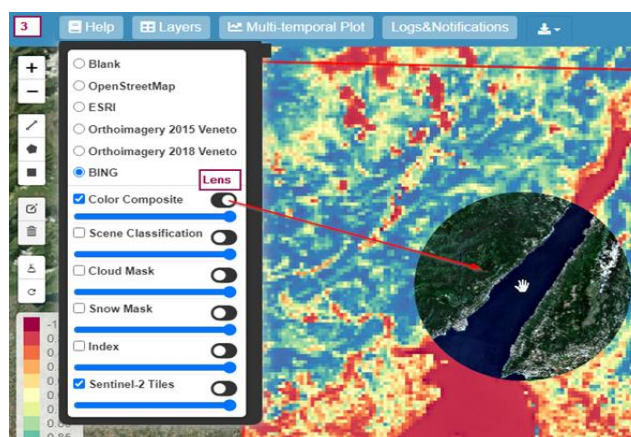 3
Help
Layers
Multi-temporal Plot
Logs&Notifications
Blank
OpenStreetMap
ESRI
Orthoimagery 2015 Veneto
Orthoimagery 2018 Veneto
BING
Lens
Color Composite
Scene Classification
Cloud Mask
Snow Mask
Index
Sentinel-2 Tiles